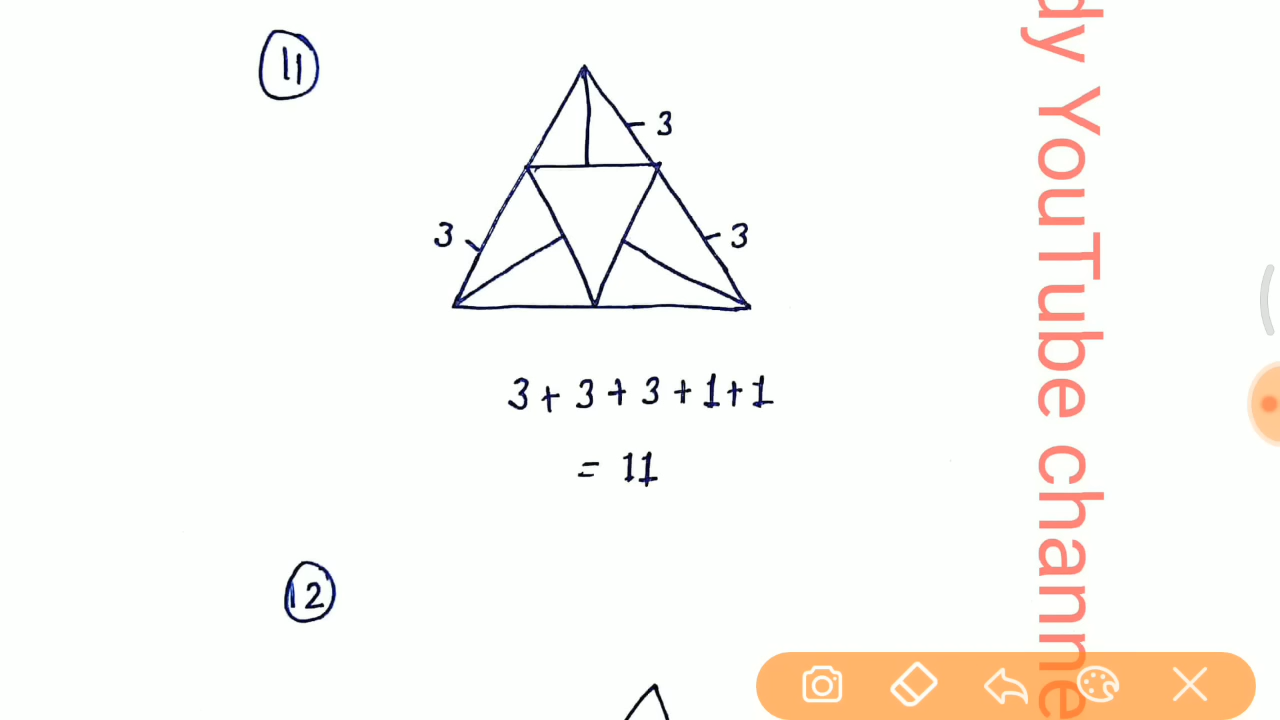 11
3
3 3
3 + 3 + 3 + 1 + 1
= 11
12
dy YouTube channe